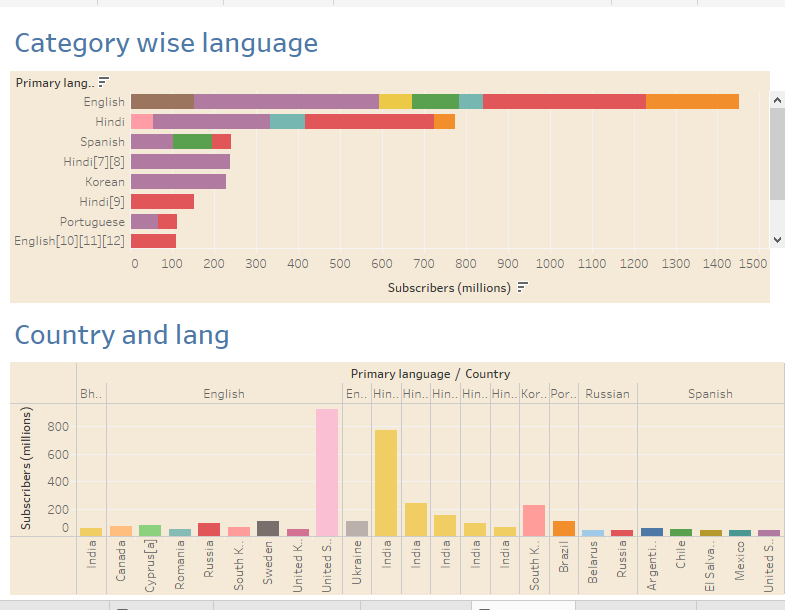 Category wise language
Primary lang..
English
Hindi
Spanish
Hindi[7][8]
Korean
Hindi[9]
Portuguese
English[10][11][12]
0 100 200 300 400 500 600 700 800 900 1000 1100 1200 1300 1400 1500
Subscribers (millions)
Country and lang
Primary language / Country
Bh.. English En.. Hin.. Hin.. Hin.. Hin.. Hin.. Kor.. Por.. Russian Spanish
Subscribers (millions)
800
600
400
200
0
India Canada Cyprus[a] Romania Russia South K.. Sweden United K.. United S.. Ukraine India India India India India South K.. Brazil Belarus Russia Argenti.. Chile El Salva.. Mexico United S..